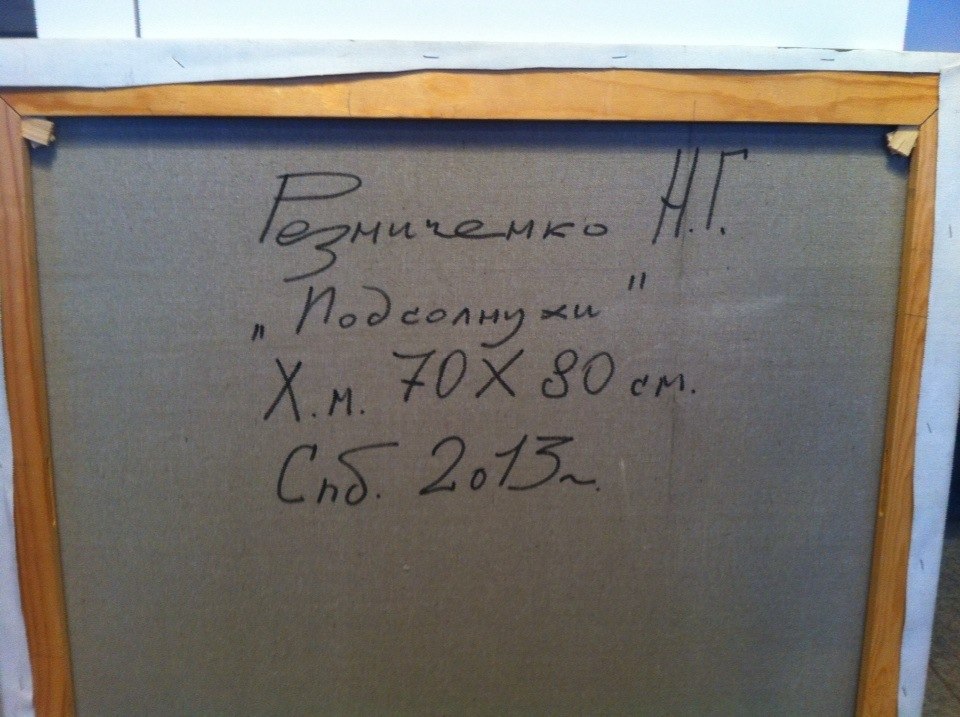 Резниченко Н.Г.
„Подсолнухи"
Х.м. 70Х80 см.
Спб. 2013г.